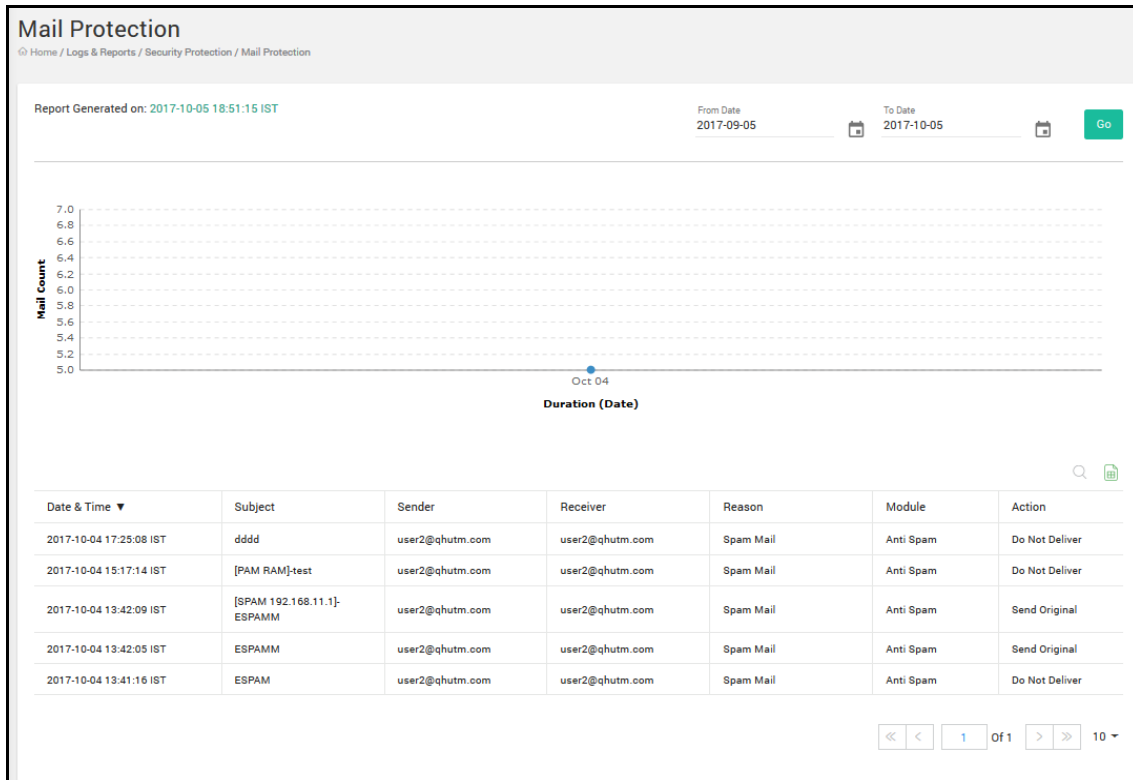 Mail Protection
Home / Logs & Reports / Security Protection / Mail Protection
Report Generated on: 2017-10-05 18:51:15 IST
From Date
2017-09-05
To Date
2017-10-05
Go
7.0
6.8
6.6
6.4
6.2
6.0
5.8
5.6
5.4
5.2
5.0
Mail Count
Oct 04
Duration (Date)
Date & Time ▼ Subject Sender Receiver Reason Module Action
2017-10-04 17:25:08 IST dddd user2@qhutm.com user2@qhutm.com Spam Mail Anti Spam Do Not Deliver
2017-10-04 15:17:14 IST [PAM RAM]-test user2@qhutm.com user2@qhutm.com Spam Mail Anti Spam Do Not Deliver
2017-10-04 13:42:09 IST [SPAM 192.168.11.1]-
ESPAMM user2@qhutm.com user2@qhutm.com Spam Mail Anti Spam Send Original
2017-10-04 13:42:05 IST ESPAMM user2@qhutm.com user2@qhutm.com Spam Mail Anti Spam Send Original
2017-10-04 13:41:16 IST ESPAM user2@qhutm.com user2@qhutm.com Spam Mail Anti Spam Do Not Deliver
≪ < 1 Of 1 > ≫ 10